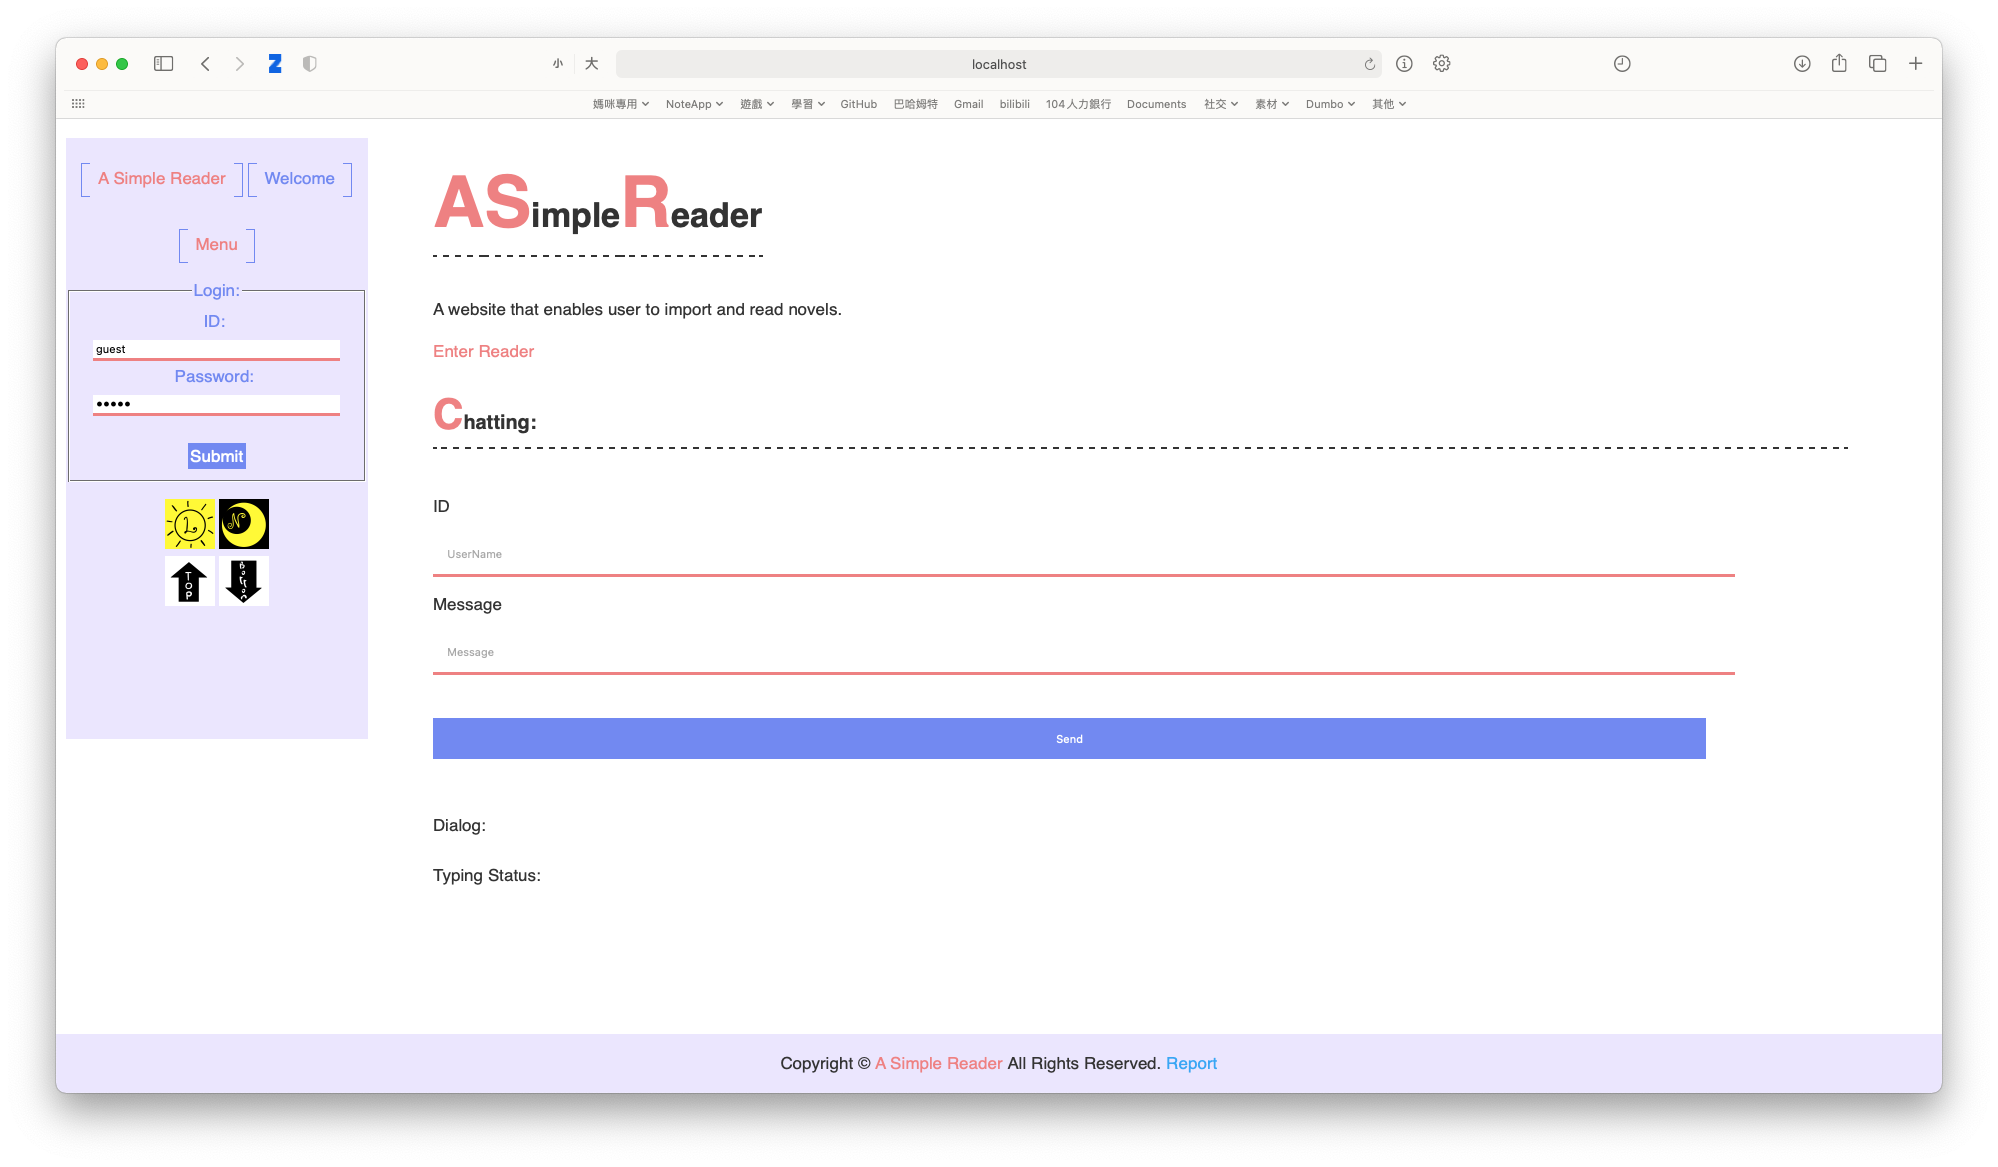 小 大 localhost
媽咪專用 NoteApp 遊戲 學習 GitHub 巴哈姆特 Gmail bilibili 104人力銀行 Documents 社交 素材 Dumbo 其他
A Simple Reader Welcome
Menu
Login:
ID:
guest
Password:
•••••
Submit
L N
TOP BOTTOM
ASimpleReader
A website that enables user to import and read novels.
Enter Reader
Chatting:
ID
UserName
Message
Message
Send
Dialog:
Typing Status:
Copyright © A Simple Reader All Rights Reserved. Report